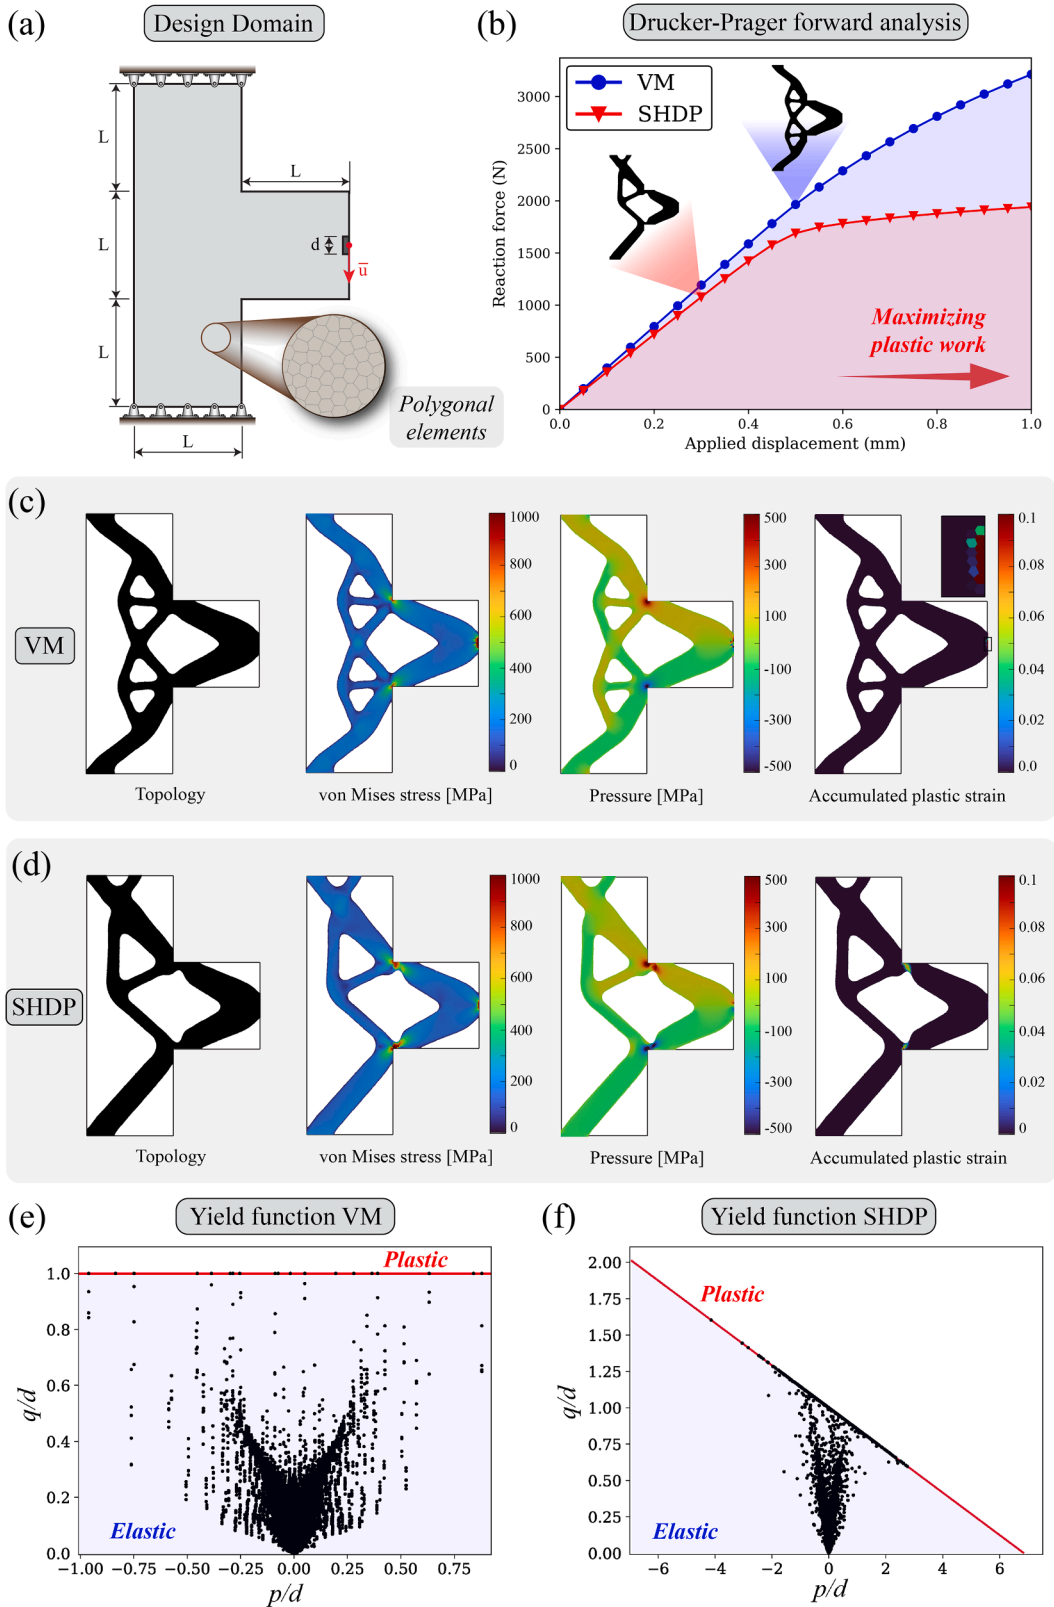 (a)
Design Domain
L
L
L
L
L
d
u̅
Polygonal
elements
(b)
Drucker-Prager forward analysis
VM
SHDP
Reaction force (N)
3000
2500
2000
1500
1000
500
0
0.0 0.2 0.4 0.6 0.8 1.0
Applied displacement (mm)
Maximizing
plastic work
(c)
VM
Topology
1000
800
600
400
200
0
von Mises stress [MPa]
500
300
100
-100
-300
-500
Pressure [MPa]
0.1
0.08
0.06
0.04
0.02
0.0
Accumulated plastic strain
(d)
SHDP
Topology
1000
800
600
400
200
0
von Mises stress [MPa]
500
300
100
-100
-300
-500
Pressure [MPa]
0.1
0.08
0.06
0.04
0.02
0
Accumulated plastic strain
(e)
Yield function VM
Plastic
Elastic
q/d
1.0
0.8
0.6
0.4
0.2
0.0
−1.00 −0.75 −0.50 −0.25 0.00 0.25 0.50 0.75
p/d
(f)
Yield function SHDP
Plastic
Elastic
q/d
2.00
1.75
1.50
1.25
1.00
0.75
0.50
0.25
0.00
−6 −4 −2 0 2 4 6
p/d